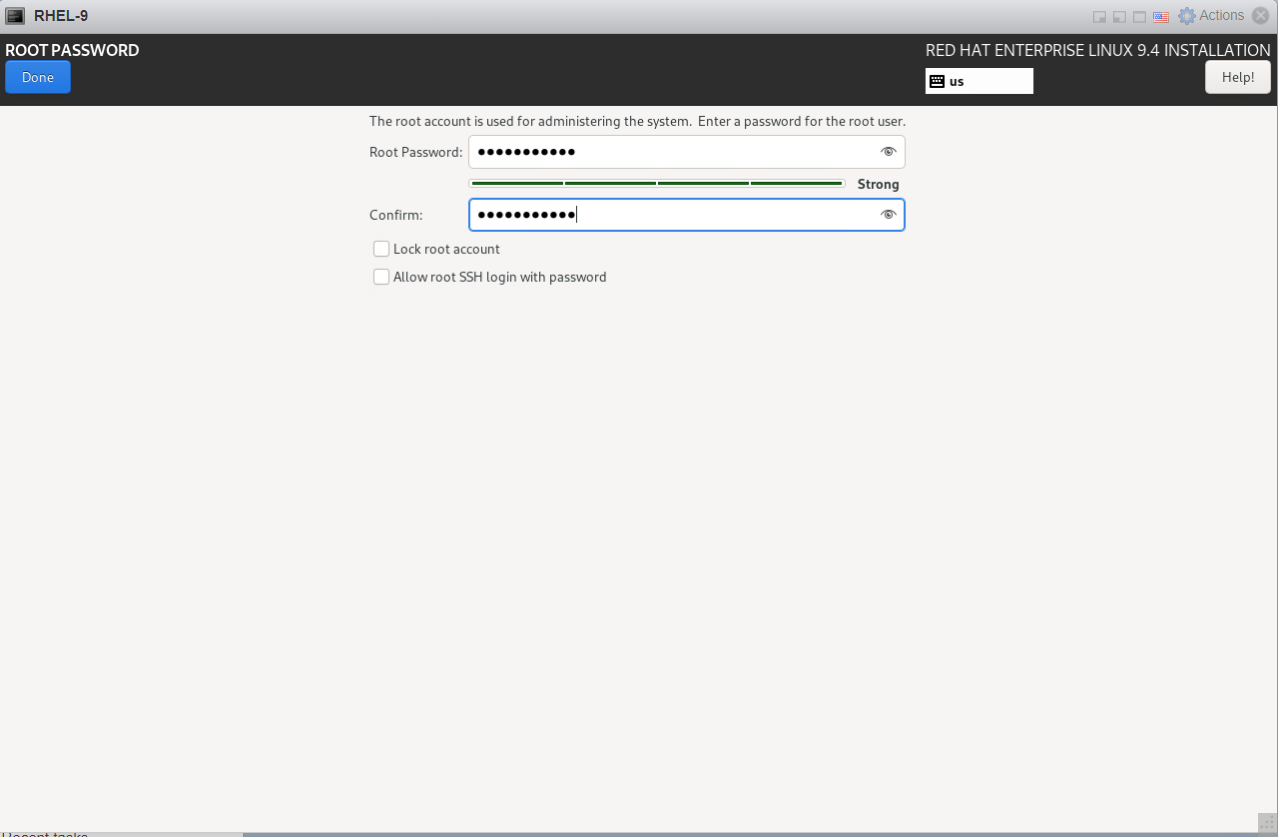 RHEL-9
Actions
ROOT PASSWORD
RED HAT ENTERPRISE LINUX 9.4 INSTALLATION
Done
us
Help!
The root account is used for administering the system. Enter a password for the root user.
Root Password: ●●●●●●●●●●●
Strong
Confirm: ●●●●●●●●●●●
Lock root account
Allow root SSH login with password
Recent tasks